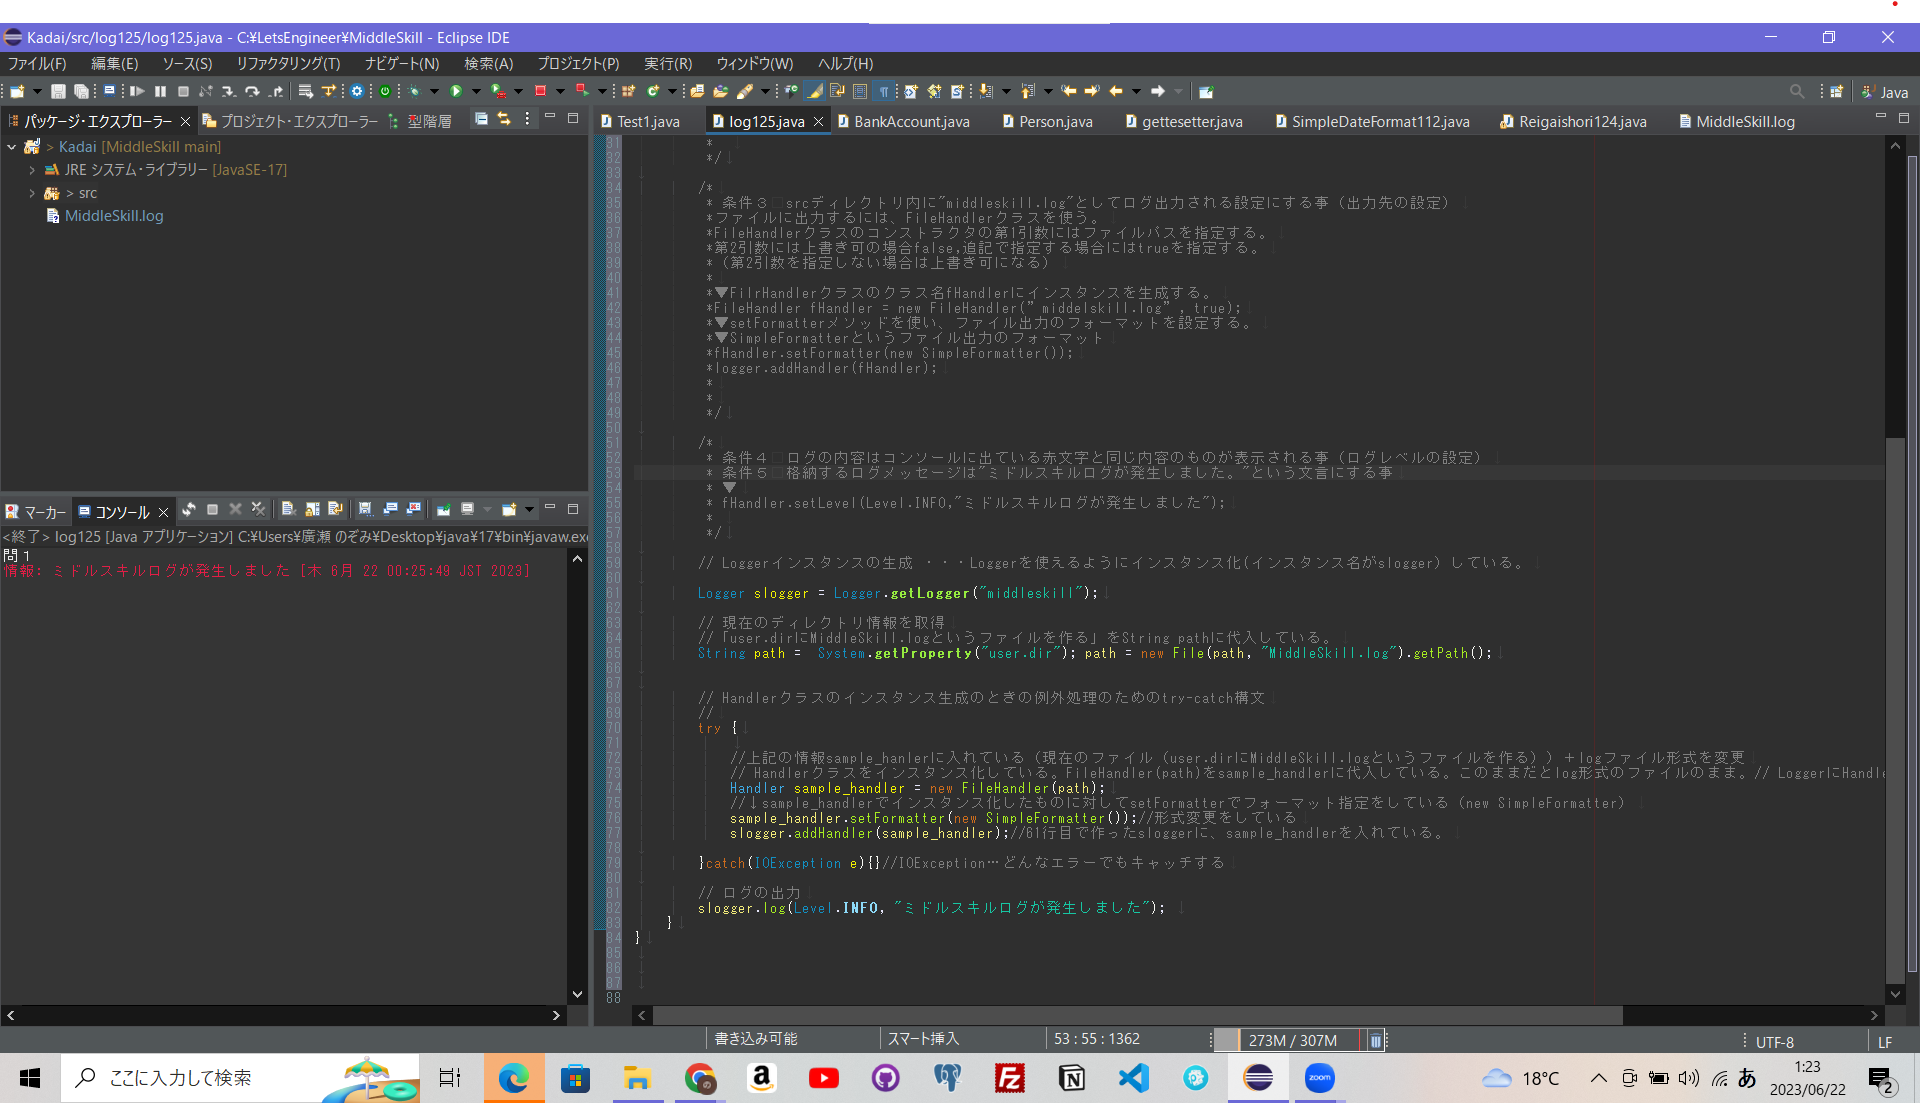 Kadai/src/log125/log125.java - C:¥LetsEngineer¥MiddleSkill - Eclipse IDE
ファイル(F) 編集(E) ソース(S) リファクタリング(T) ナビゲート(N) 検索(A) プロジェクト(P) 実行(R) ウィンドウ(W) ヘルプ(H)
Java
パッケージ・エクスプローラー プロジェクト・エクスプローラー 型階層
> Kadai [MiddleSkill main]
JRE システム・ライブラリー [JavaSE-17]
> src
MiddleSkill.log
マーカー コンソール
<終了> log125 [Java アプリケーション] C:¥Users¥廣瀬 のぞみ¥Desktop¥java¥17¥bin¥javaw.exe
問１
情報: ミドルスキルログが発生しました [木 6月 22 00:25:49 JST 2023]
Test1.java log125.java BankAccount.java Person.java gettesetter.java SimpleDateFormat112.java Reigaishori124.java MiddleSkill.log
31 *
32 */
33
34 /*
35 * 条件３ srcディレクトリ内に"middleskill.log"としてログ出力される設定にする事（出力先の設定）
36 *ファイルに出力するには、FileHandlerクラスを使う。
37 *FileHandlerクラスのコンストラクタの第1引数にはファイルパスを指定する。
38 *第2引数には上書き可の場合false,追記で指定する場合にはtrueを指定する。
39 *（第2引数を指定しない場合は上書き可になる）
40 *
41 *▼FilrHandlerクラスのクラス名fHandlerにインスタンスを生成する。
42 *FileHandler fHandler = new FileHandler(” middelskill.log” , true);
43 *▼setFormatterメソッドを使い、ファイル出力のフォーマットを設定する。
44 *▼SimpleFormatterというファイル出力のフォーマット
45 *fHandler.setFormatter(new SimpleFormatter());
46 *logger.addHandler(fHandler);
47 *
48 *
49 */
50
51 /*
52 * 条件４ ログの内容はコンソールに出ている赤文字と同じ内容のものが表示される事（ログレベルの設定）
53 * 条件５ 格納するログメッセージは"ミドルスキルログが発生しました。"という文言にする事
54 * ▼
55 * fHandler.setLevel(Level.INFO,"ミドルスキルログが発生しました");
56 *
57 */
58
59 // Loggerインスタンスの生成 ・・・Loggerを使えるようにインスタンス化(インスタンス名がslogger) している。
60
61 Logger slogger = Logger.getLogger("middleskill");
62
63 // 現在のディレクトリ情報を取得
64 //「user.dirにMiddleSkill.logというファイルを作る」をString pathに代入している。
65 String path = System.getProperty("user.dir"); path = new File(path, "MiddleSkill.log").getPath();
66
67
68 // Handlerクラスのインスタンス生成のときの例外処理のためのtry-catch構文
69 //
70 try {
71
72 //上記の情報sample_hanlerに入れている（現在のファイル（user.dirにMiddleSkill.logというファイルを作る））＋logファイル形式を変更
73 // Handlerクラスをインスタンス化している。FileHandler(path)をsample_handlerに代入している。このままだとlog形式のファイルのまま。// LoggerにHandle
74 Handler sample_handler = new FileHandler(path);
75 //↓sample_handlerでインスタンス化したものに対してsetFormatterでフォーマット指定をしている（new SimpleFormatter）
76 sample_handler.setFormatter(new SimpleFormatter());//形式変更をしている
77 slogger.addHandler(sample_handler);//61行目で作ったsloggerに、sample_handlerを入れている。
78
79 }catch(IOException e){}//IOException…どんなエラーでもキャッチする
80
81 // ログの出力
82 slogger.log(Level.INFO, "ミドルスキルログが発生しました");
83 }
84 }
85
86
87
88
書き込み可能 スマート挿入 53 : 55 : 1362 273M / 307M UTF-8 LF
ここに入力して検索
a
Fz
N
zoom
18°C
あ
1:23
2023/06/22
2